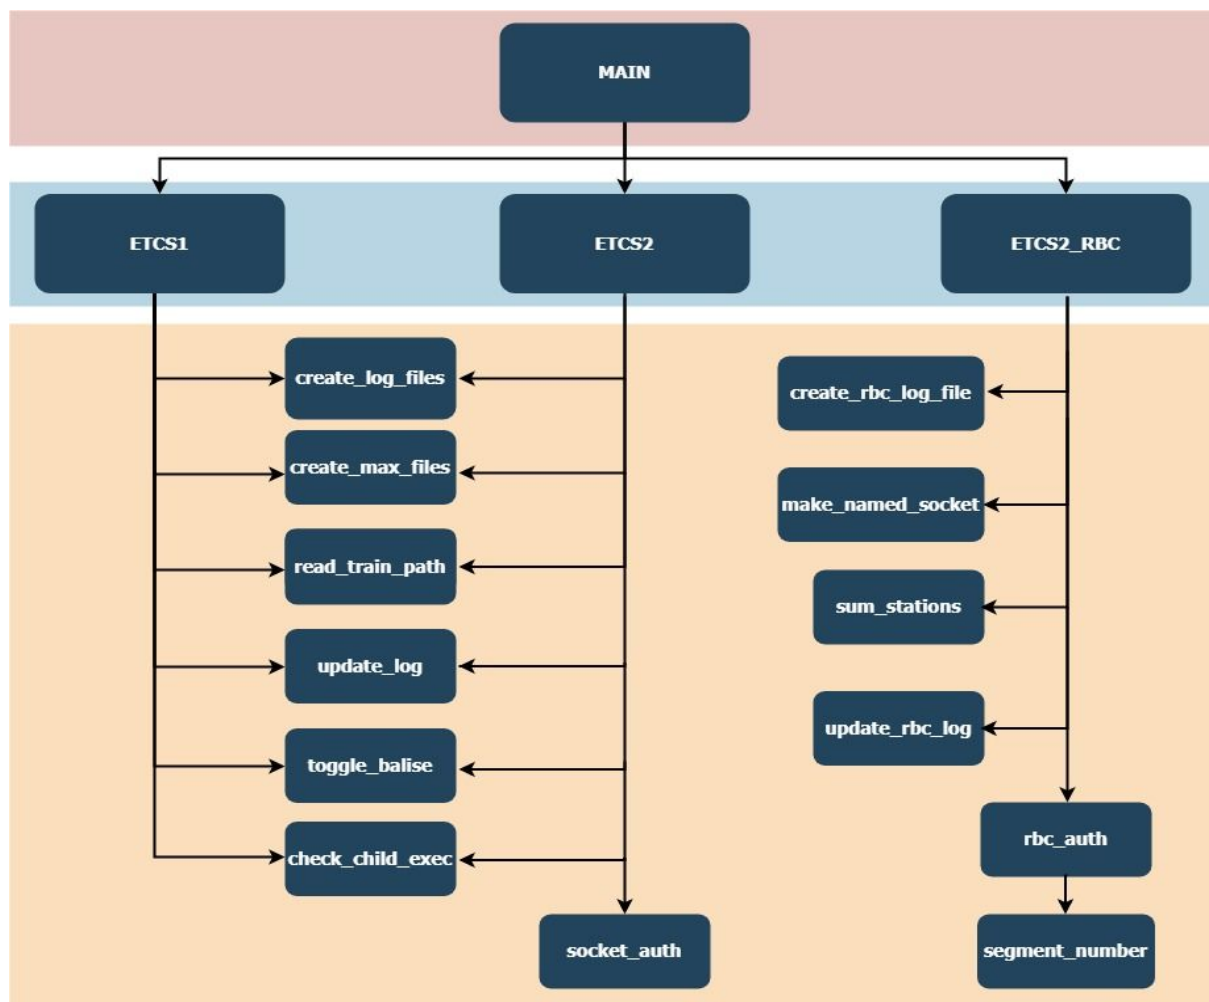 MAIN
ETCS1
ETCS2
ETCS2_RBC
create_log_files
create_max_files
read_train_path
update_log
toggle_balise
check_child_exec
socket_auth
create_rbc_log_file
make_named_socket
sum_stations
update_rbc_log
rbc_auth
segment_number